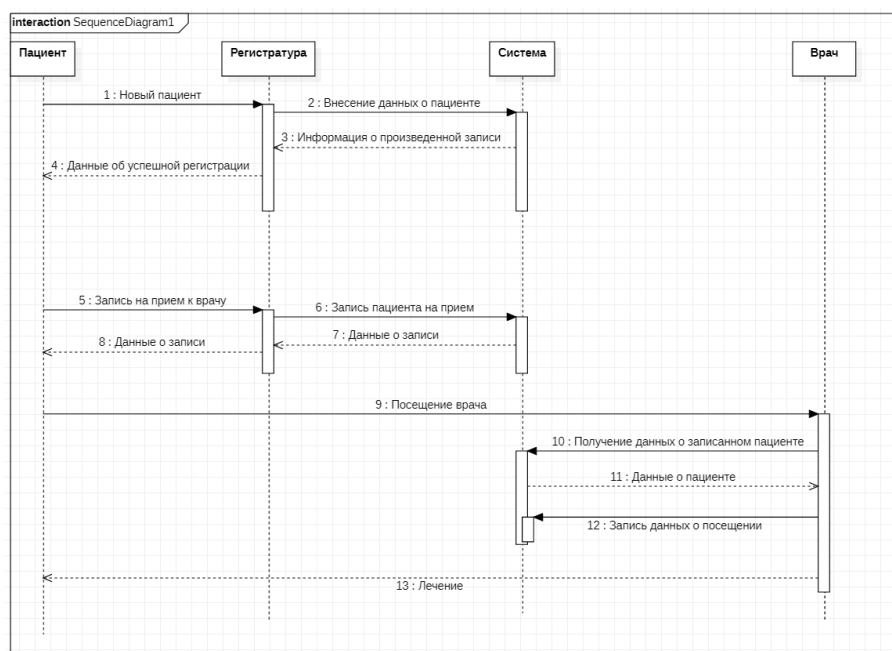 interaction SequenceDiagram1
Пациент
Регистратура
Система
Врач
1 : Новый пациент
2 : Внесение данных о пациенте
3 : Информация о произведенной записи
4 : Данные об успешной регистрации
5 : Запись на прием к врачу
6 : Запись пациента на прием
7 : Данные о записи
8 : Данные о записи
9 : Посещение врача
10 : Получение данных о записанном пациенте
11 : Данные о пациенте
12 : Запись данных о посещении
13 : Лечение